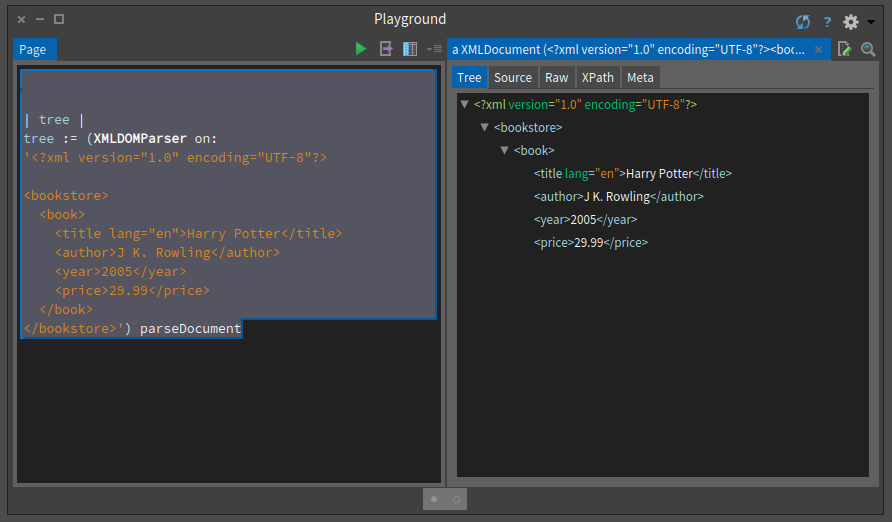 Playground
?
Page
a XMLDocument (<?xml version="1.0" encoding="UTF-8"?><boo...
| tree |
tree := (XMLDOMParser on:
'<?xml version="1.0" encoding="UTF-8"?>
<bookstore>
<book>
<title lang="en">Harry Potter</title>
<author>J K. Rowling</author>
<year>2005</year>
<price>29.99</price>
</book>
</bookstore>') parseDocument
Tree Source Raw XPath Meta
<?xml version="1.0" encoding="UTF-8"?>
<bookstore>
<book>
<title lang="en">Harry Potter</title>
<author>J K. Rowling</author>
<year>2005</year>
<price>29.99</price>